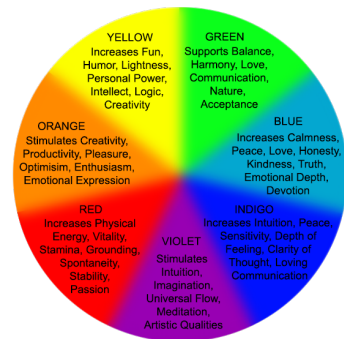 YELLOW
Increases Fun,
Humor, Lightness,
Personal Power,
Intellect, Logic,
Creativity
GREEN
Supports Balance,
Harmony, Love,
Communication,
Nature,
Acceptance
BLUE
Increases Calmness,
Peace, Love, Honesty,
Kindness, Truth,
Emotional Depth,
Devotion
INDIGO
Increases Intuition, Peace,
Sensitivity, Depth of
Feeling, Clarity of
Thought, Loving
Communication
VIOLET
Stimulates
Intuition,
Imagination,
Universal Flow,
Meditation,
Artistic Qualities
RED
Increases Physical
Energy, Vitality,
Stamina, Grounding,
Spontaneity,
Stability,
Passion
ORANGE
Stimulates Creativity,
Productivity, Pleasure,
Optimisim, Enthusiasm,
Emotional Expression